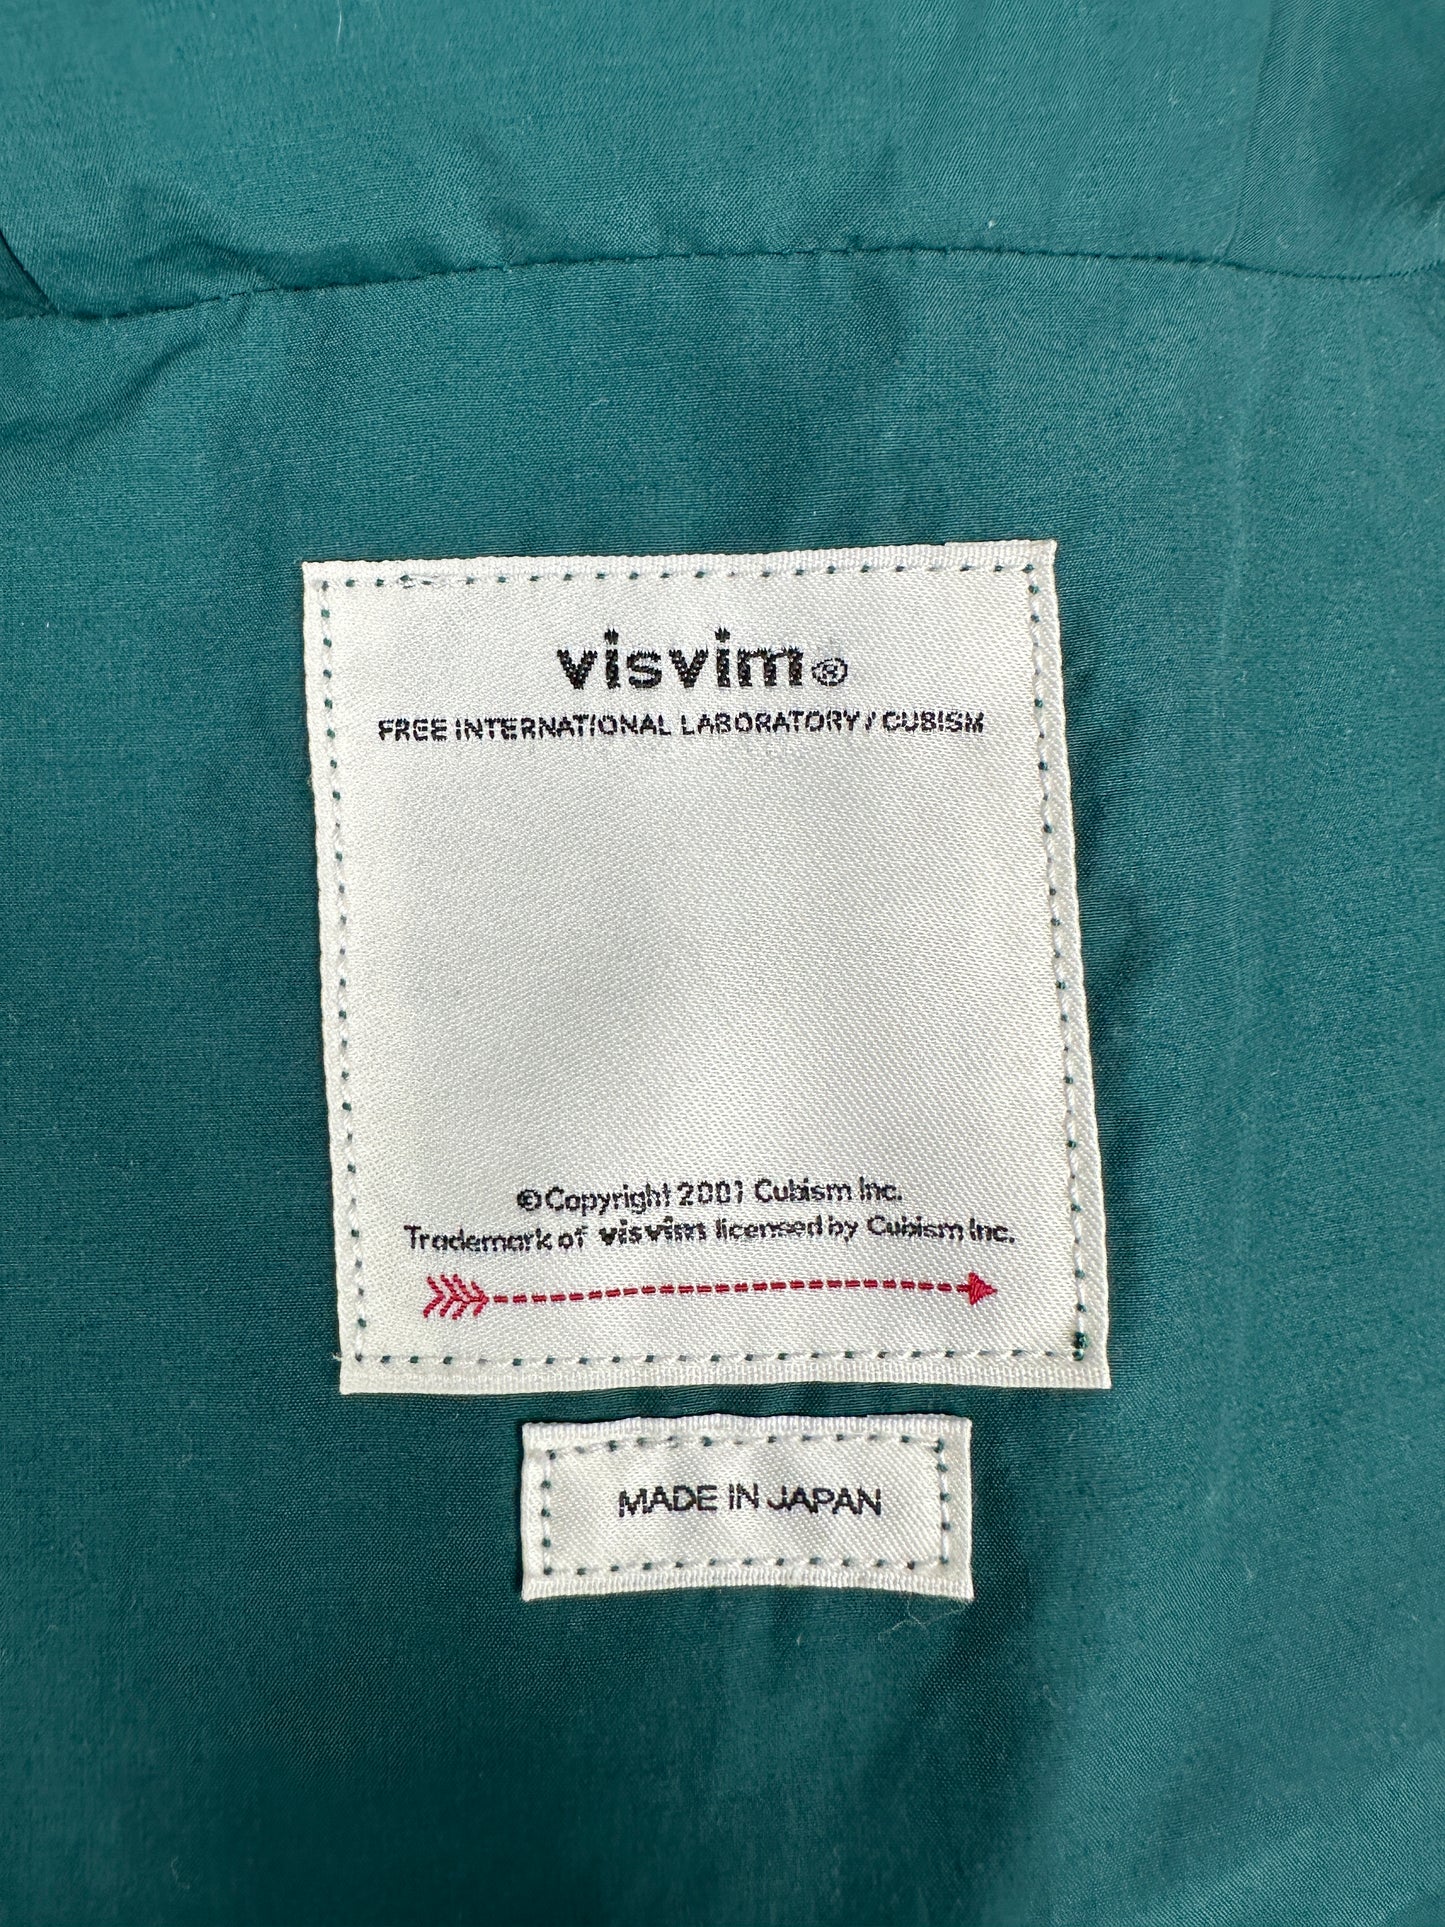 visvim®
FREE INTERNATIONAL LABORATORY / CUBISM
© Copyright 2001 Cubism Inc.
Trademark of visvim licensed by Cubism Inc.
MADE IN JAPAN